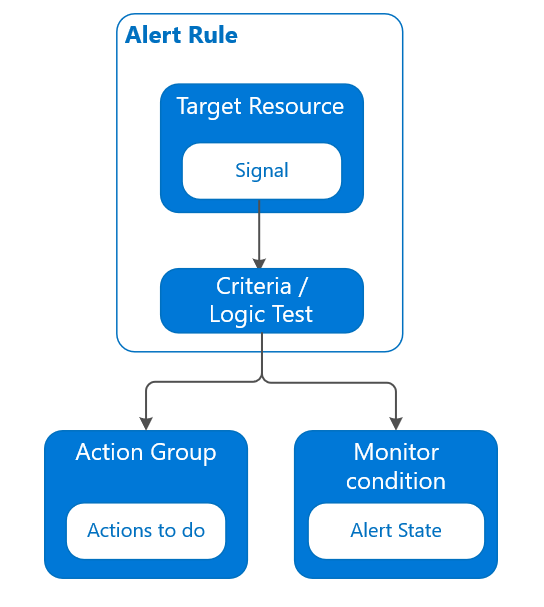 Alert Rule
Target Resource
Signal
Criteria /
Logic Test
Action Group
Actions to do
Monitor
condition
Alert State